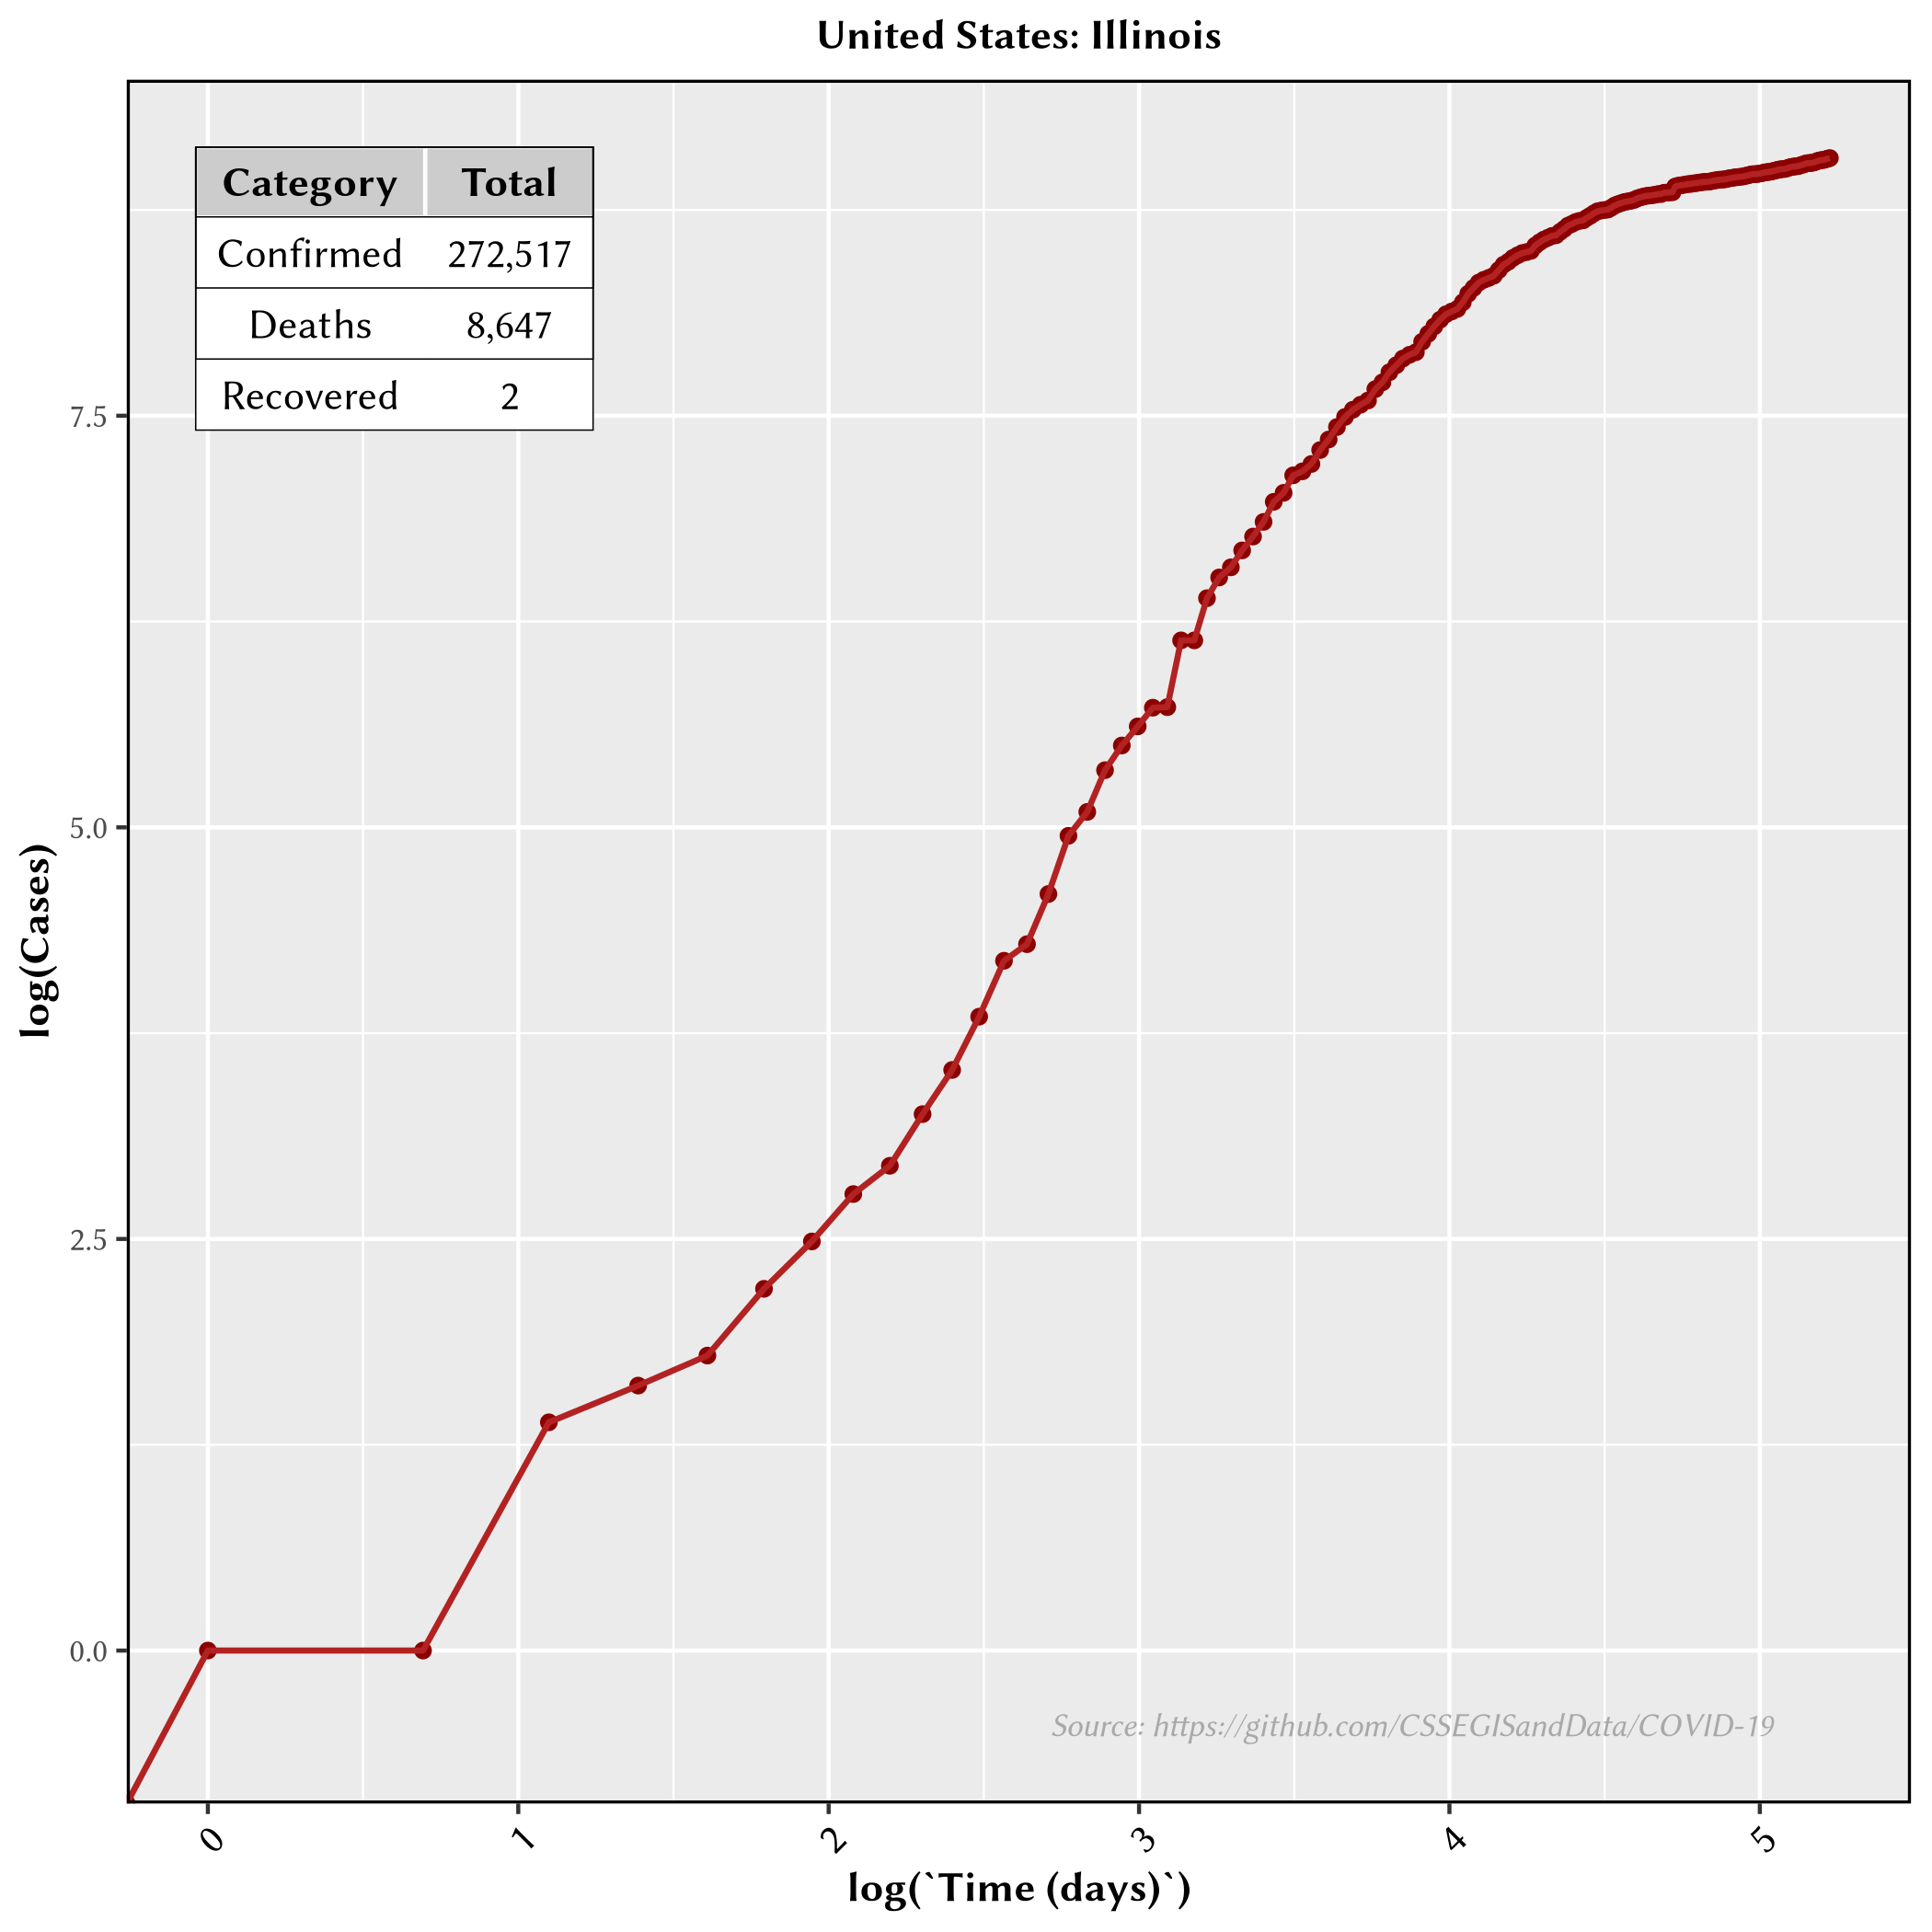 United States: Illinois
Category Total
Confirmed 272,517
Deaths 8,647
Recovered 2
7.5
5.0
2.5
0.0
log(Cases)
Source: https://github.com/CSSEGISandData/COVID-19
0 1 2 3 4 5
log(`Time (days)`)